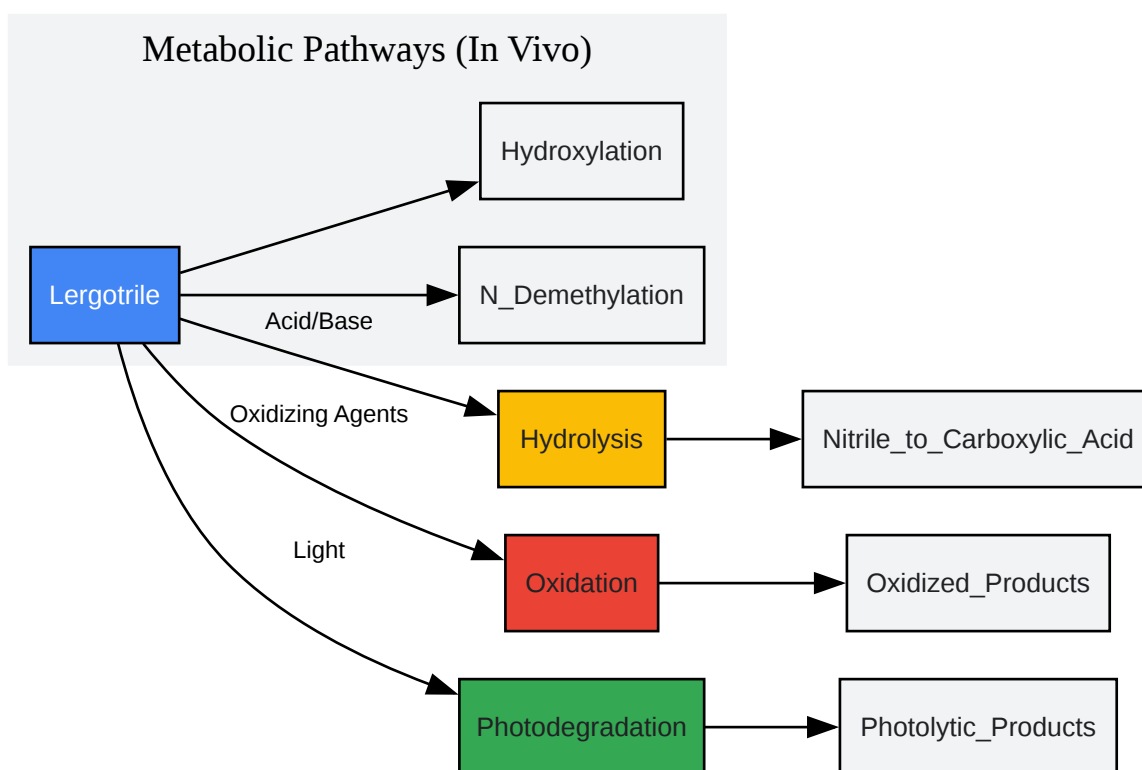 Metabolic Pathways (In Vivo)
Hydroxylation
Lergotrile
N_Demethylation
Acid/Base
Oxidizing Agents
Hydrolysis
Nitrile_to_Carboxylic_Acid
Light
Oxidation
Oxidized_Products
Photodegradation
Photolytic_Products